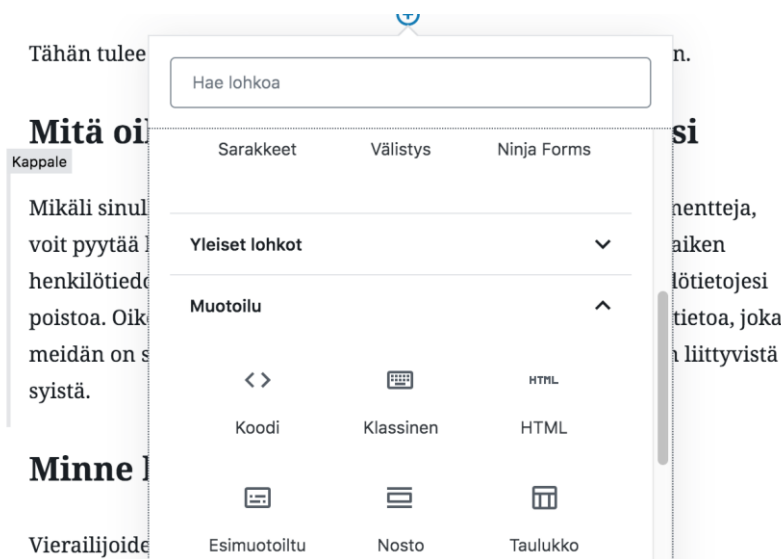 Tähän tulee n.
Hae lohkoa
Mitä oi si
Kappale
Sarakkeet Välistys Ninja Forms
Mikäli sinul mentteja,
voit pyytää aiken
Yleiset lohkot
henkilötiedo lötietojesi
Muotoilu
poistoa. Oik tietoa, joka
meidän on s liittyvistä
syistä.
HTML
Koodi Klassinen HTML
Minne
Esimuotoiltu Nosto Taulukko
Vierailijoide